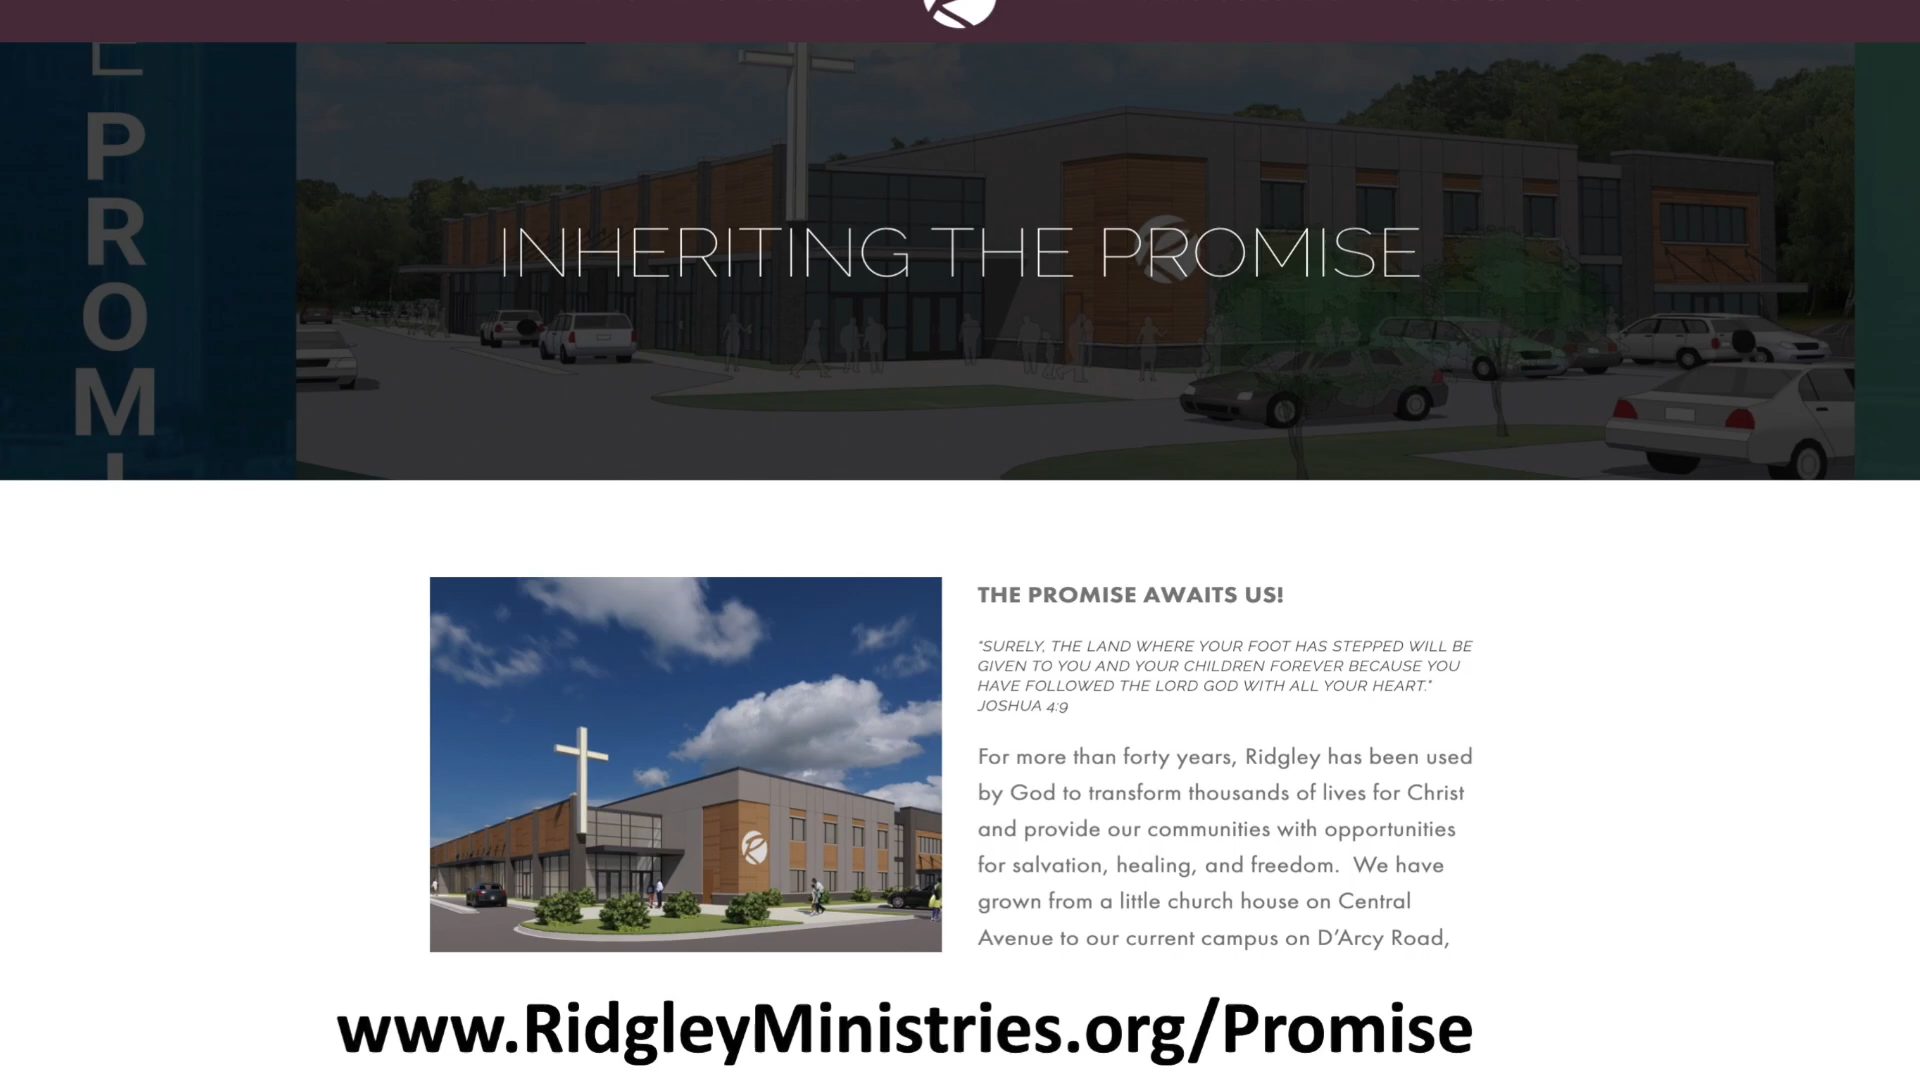 E
P
R
O
M
INHERITING THE PROMISE
THE PROMISE AWAITS US!
"SURELY, THE LAND WHERE YOUR FOOT HAS STEPPED WILL BE
GIVEN TO YOU AND YOUR CHILDREN FOREVER BECAUSE YOU
HAVE FOLLOWED THE LORD GOD WITH ALL YOUR HEART."
JOSHUA 4:9
For more than forty years, Ridgley has been used
by God to transform thousands of lives for Christ
and provide our communities with opportunities
for salvation, healing, and freedom.  We have
grown from a little church house on Central
Avenue to our current campus on D'Arcy Road,
www.RidgleyMinistries.org/Promise